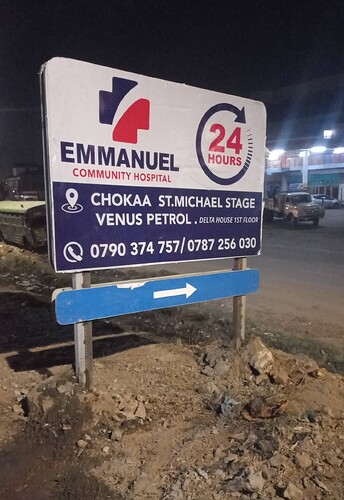 24
HOURS
EMMANUEL
COMMUNITY HOSPITAL
CHOKAA ST.MICHAEL STAGE
VENUS PETROL . DELTA HOUSE 1ST FLOOR
0790 374 757/0787 256 030